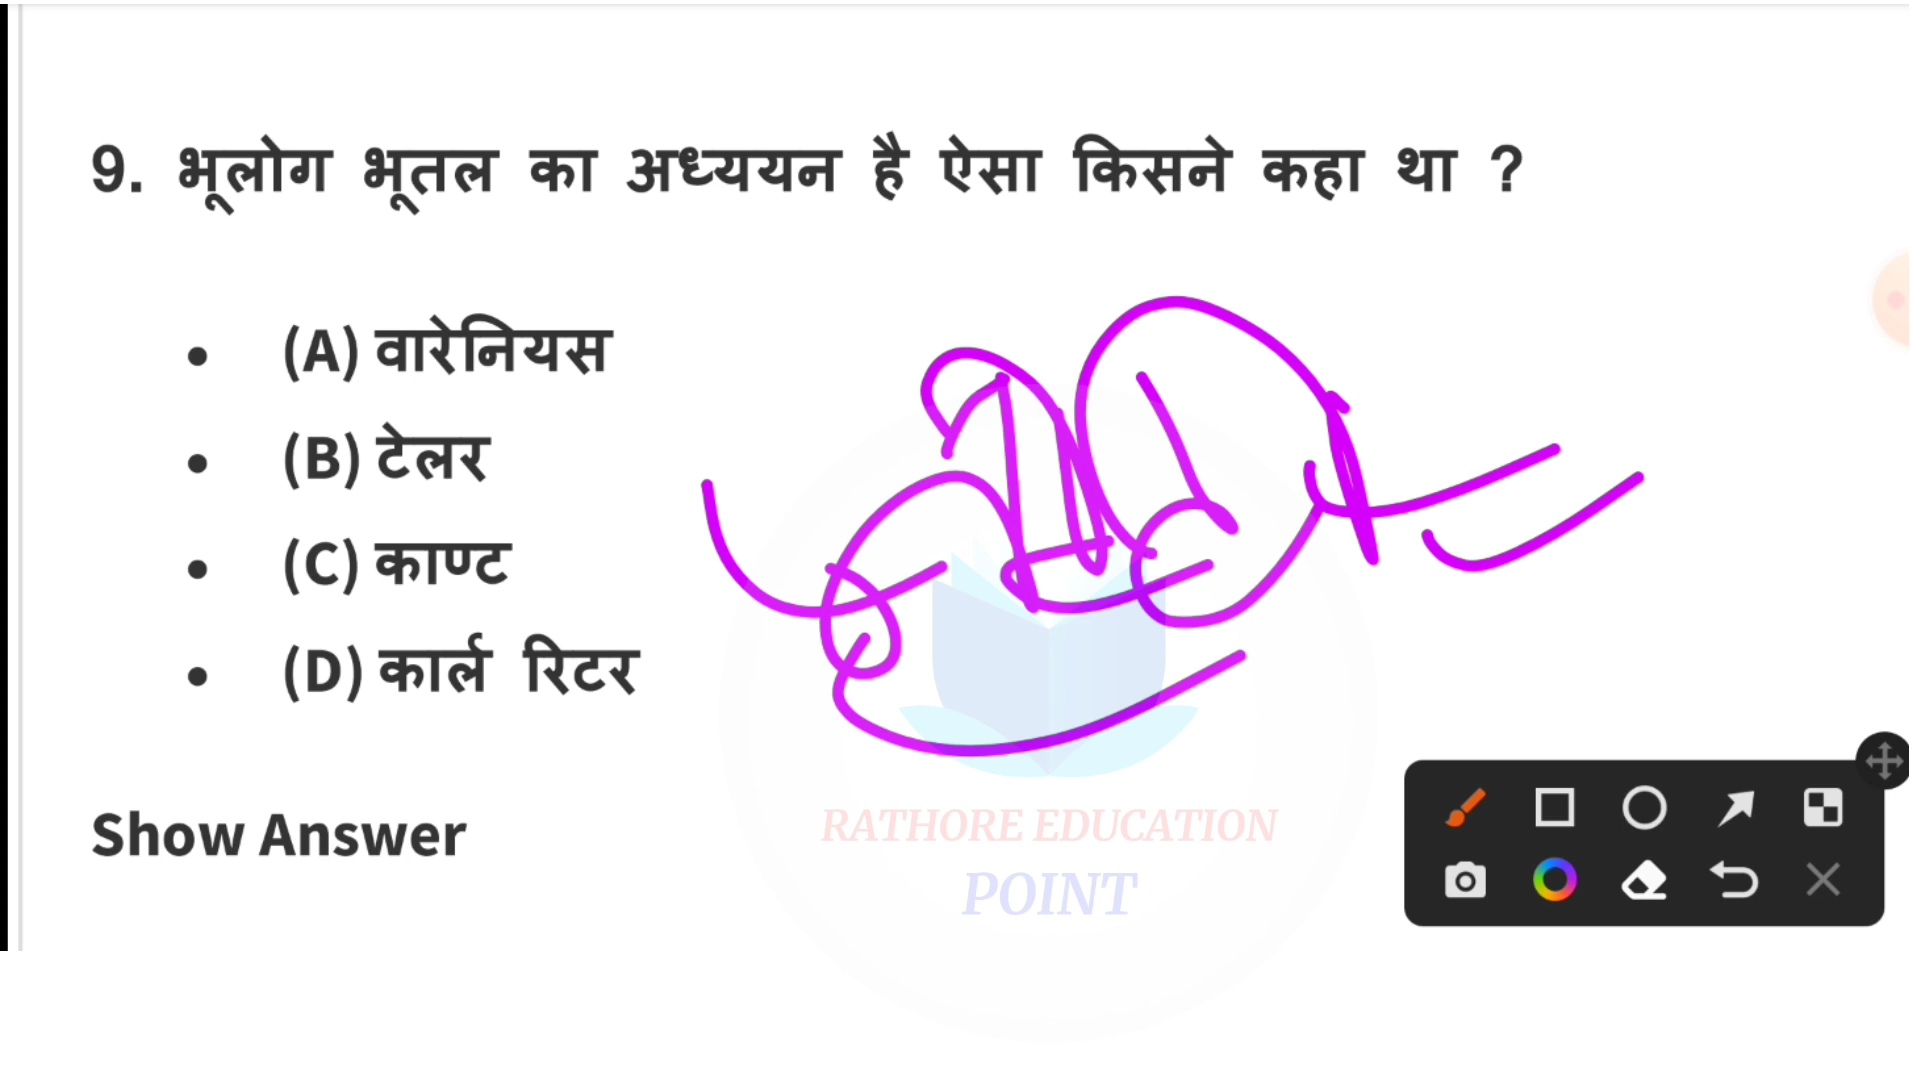 9. भूलोग भूतल का अध्ययन है ऐसा किसने कहा था ?
• (A) वारेनियस
• (B) टेलर
• (C) काण्ट
• (D) कार्ल रिटर
Show Answer
RATHORE EDUCATION
POINT